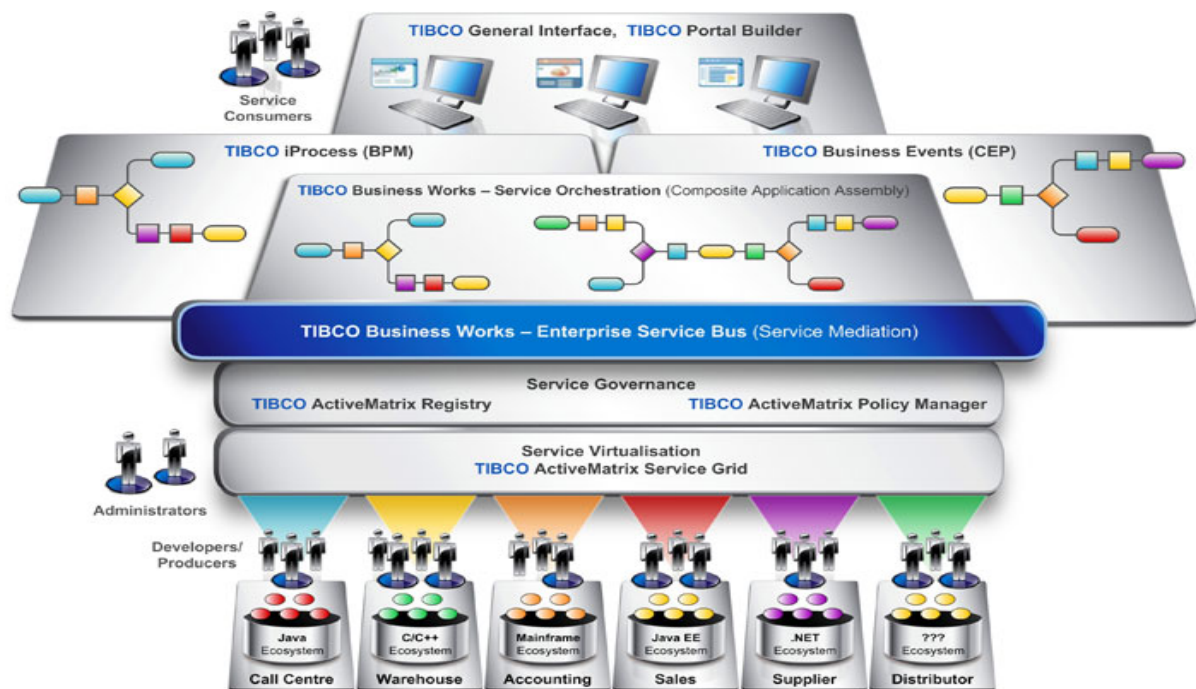 TIBCO General Interface, TIBCO Portal Builder
Service
Consumers
TIBCO iProcess (BPM)
TIBCO Business Events (CEP)
TIBCO Business Works – Service Orchestration (Composite Application Assembly)
TIBCO Business Works – Enterprise Service Bus (Service Mediation)
Service Governance
TIBCO ActiveMatrix Registry
TIBCO ActiveMatrix Policy Manager
Service Virtualisation
TIBCO ActiveMatrix Service Grid
Administrators
Developers/
Producers
Java
Ecosystem
Call Centre
C/C++
Ecosystem
Warehouse
Mainframe
Ecosystem
Accounting
Java EE
Ecosystem
Sales
.NET
Ecosystem
Supplier
???
Ecosystem
Distributor